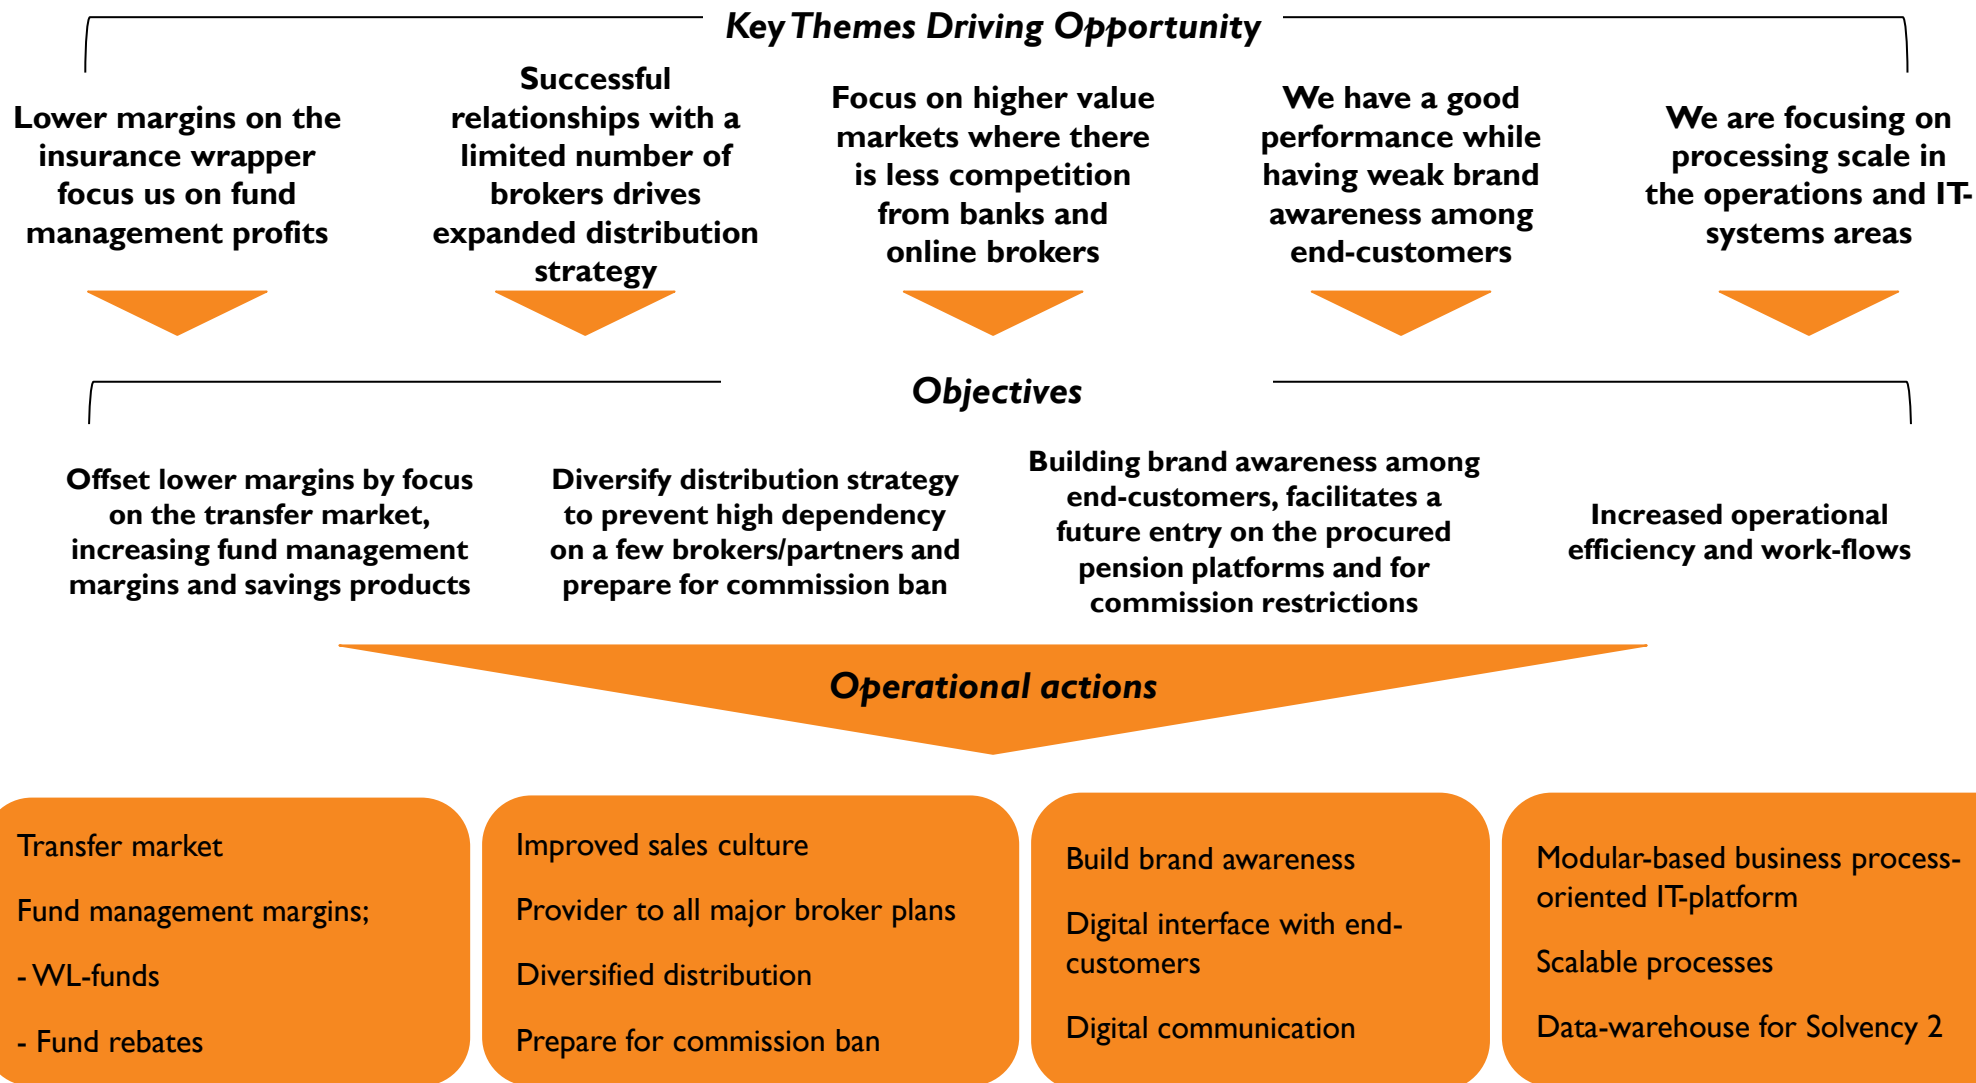 Key Themes Driving Opportunity
Lower margins on the
insurance wrapper
focus us on fund
management profits
Successful
relationships with a
limited number of
brokers drives
expanded distribution
strategy
Focus on higher value
markets where there
is less competition
from banks and
online brokers
We have a good
performance while
having weak brand
awareness among
end-customers
We are focusing on
processing scale in
the operations and IT-
systems areas
Objectives
Offset lower margins by focus
on the transfer market,
increasing fund management
margins and savings products
Diversify distribution strategy
to prevent high dependency
on a few brokers/partners and
prepare for commission ban
Building brand awareness among
end-customers, facilitates a
future entry on the procured
pension platforms and for
commission restrictions
Increased operational
efficiency and work-flows
Operational actions
Transfer market
Fund management margins;
- WL-funds
- Fund rebates
Improved sales culture
Provider to all major broker plans
Diversified distribution
Prepare for commission ban
Build brand awareness
Digital interface with end-
customers
Digital communication
Modular-based business process-
oriented IT-platform
Scalable processes
Data-warehouse for Solvency 2